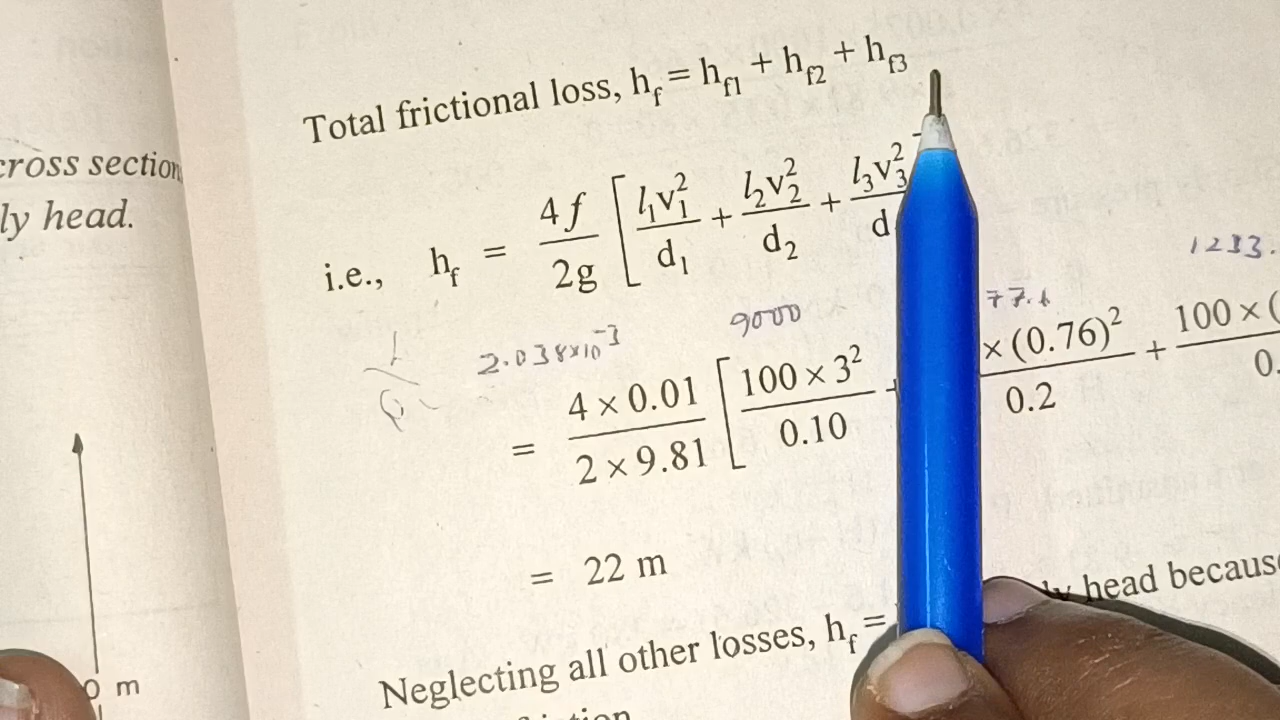 Total frictional loss, h_f = h_f1 + h_f2 + h_f3
cross section
ly head.
i.e., h_f = 4f/2g [ l₁v₁²/d₁ + l₂v₂²/d₂ + l₃v₃²/d
1233.
2.038×10⁻³ 9000 77.1
= 4 × 0.01/2 × 9.81 [ 100 × 3²/0.10 + × (0.76)²/0.2 + 100 × (/0.
= 22 m
head because
Neglecting all other losses, h_f =
0 m